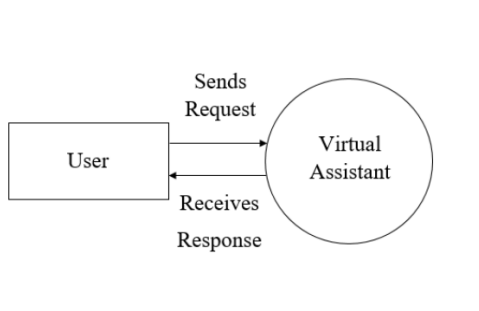 Sends
Request
User
Virtual
Assistant
Receives
Response